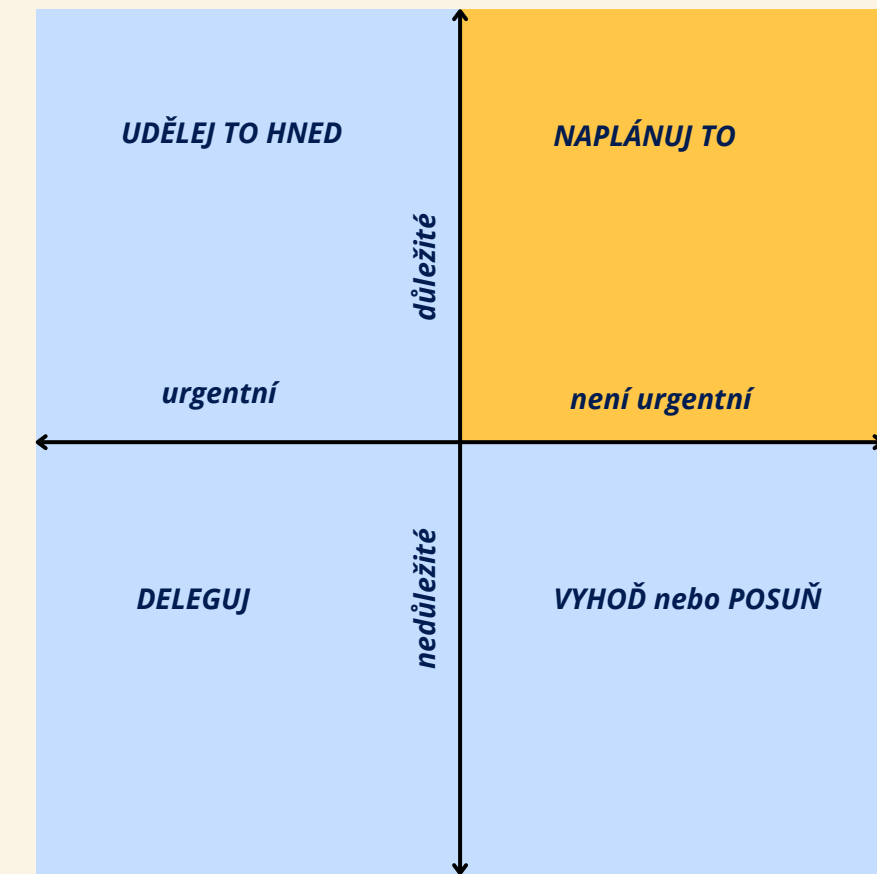 UDĚLEJ TO HNED
NAPLÁNUJ TO
důležité
urgentní
není urgentní
nedůležité
DELEGUJ
VYHOĎ nebo POSUŇ